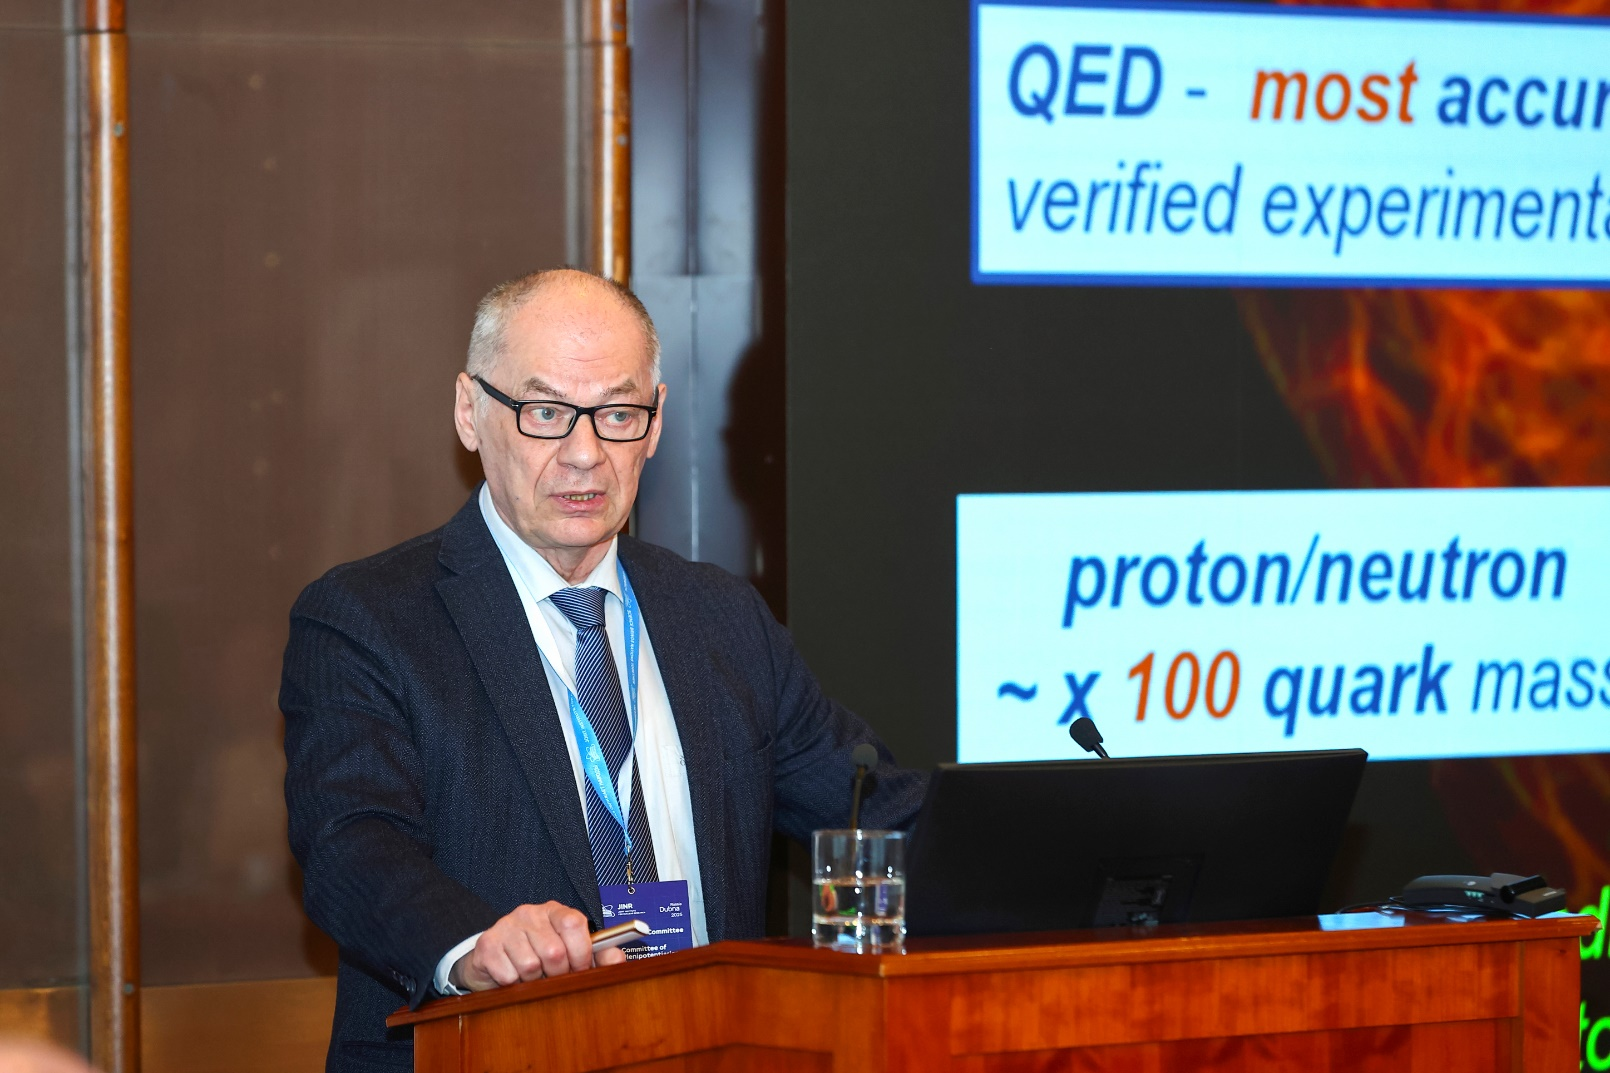 QED - most accur
verified experimenta
proton/neutron
~ x 100 quark mass
JINR
Dubna
Committee
Committee of